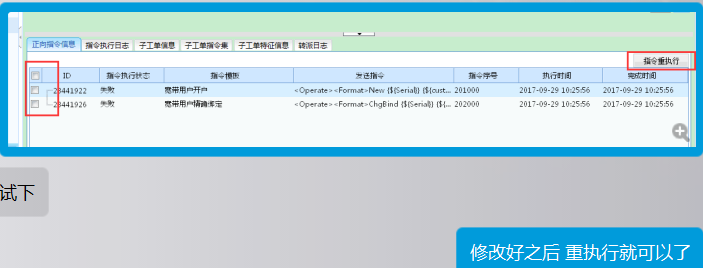 正向指令信息 指令执行日志 子工单信息 子工单指令集 子工单特征信息 转派日志
指令重执行
ID 指令执行状态 指令模板 发送指令 指令序号 执行时间 完成时间
23441922 失败 宽带用户开户 <Operate><Format>New {${Serial}} {${cust... 201000 2017-09-29 10:25:56 2017-09-29 10:25:56
23441926 失败 宽带用户精确绑定 <Operate><Format>ChgBind {${Serial}} {${... 202000 2017-09-29 10:25:56 2017-09-29 10:25:56
试下
修改好之后 重执行就可以了